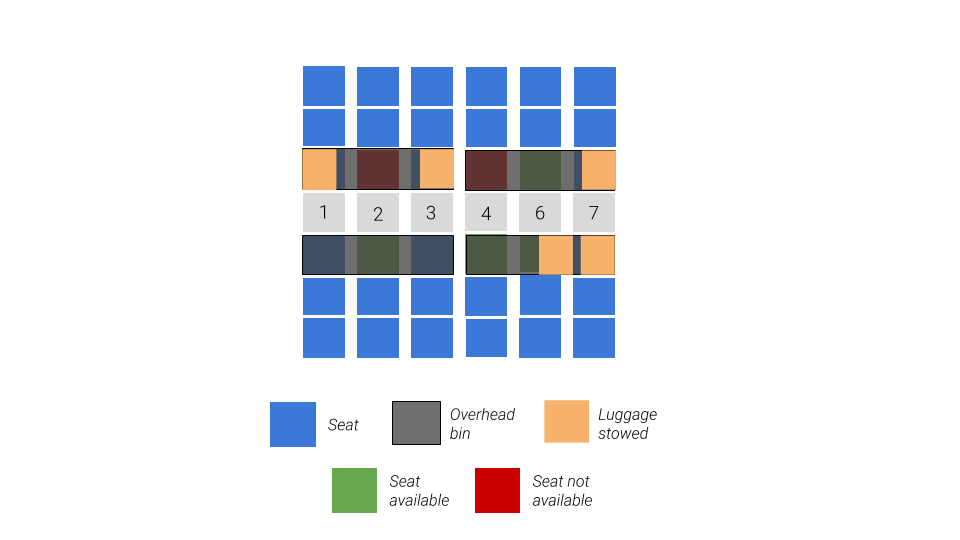 1 2 3 4 6 7
Seat
Overhead
bin
Luggage
stowed
Seat
available
Seat not
available